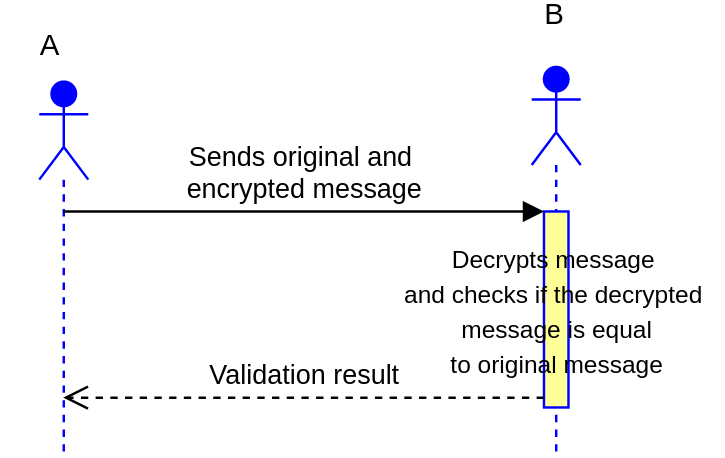 B
A
Sends original and
encrypted message
Decrypts message
and checks if the decrypted
message is equal
to original message
Validation result